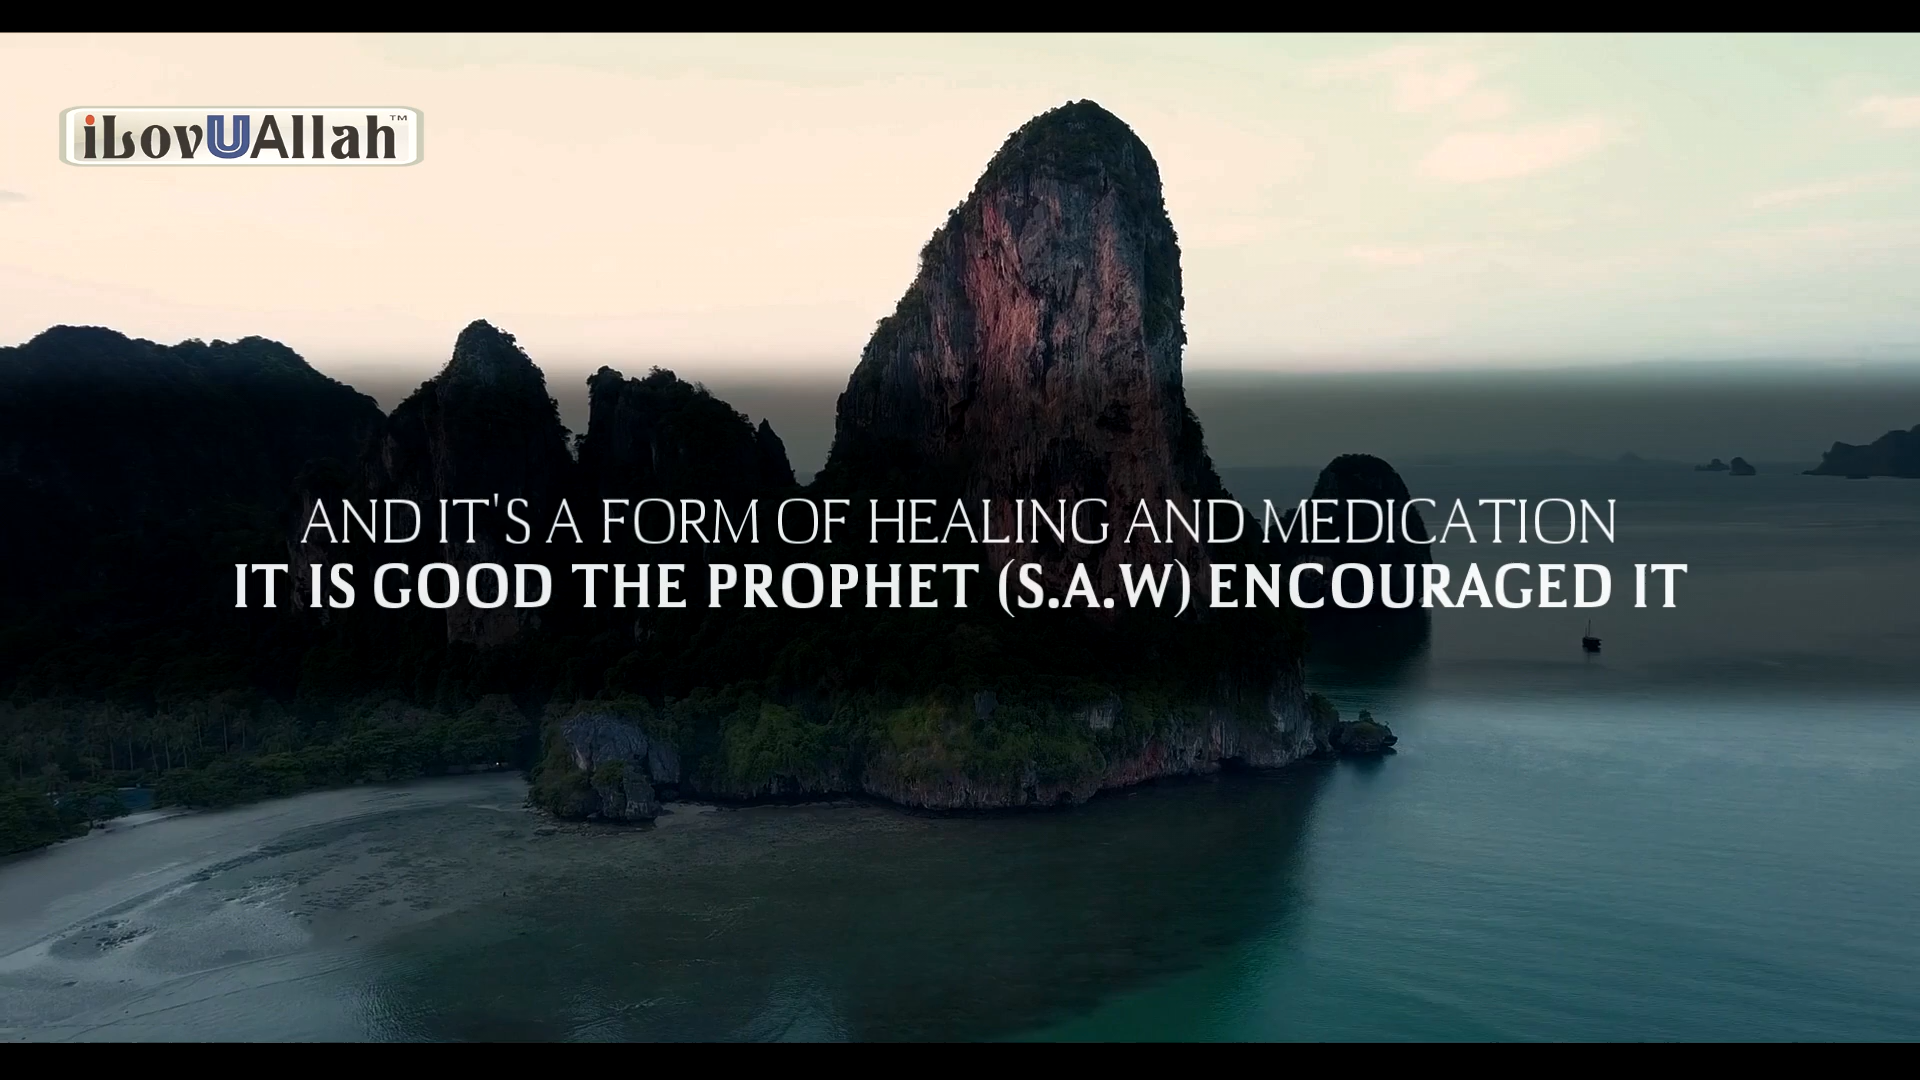 iLovUAllah™
AND IT'S A FORM OF HEALING AND MEDICATION
IT IS GOOD THE PROPHET (S.A.W) ENCOURAGED IT